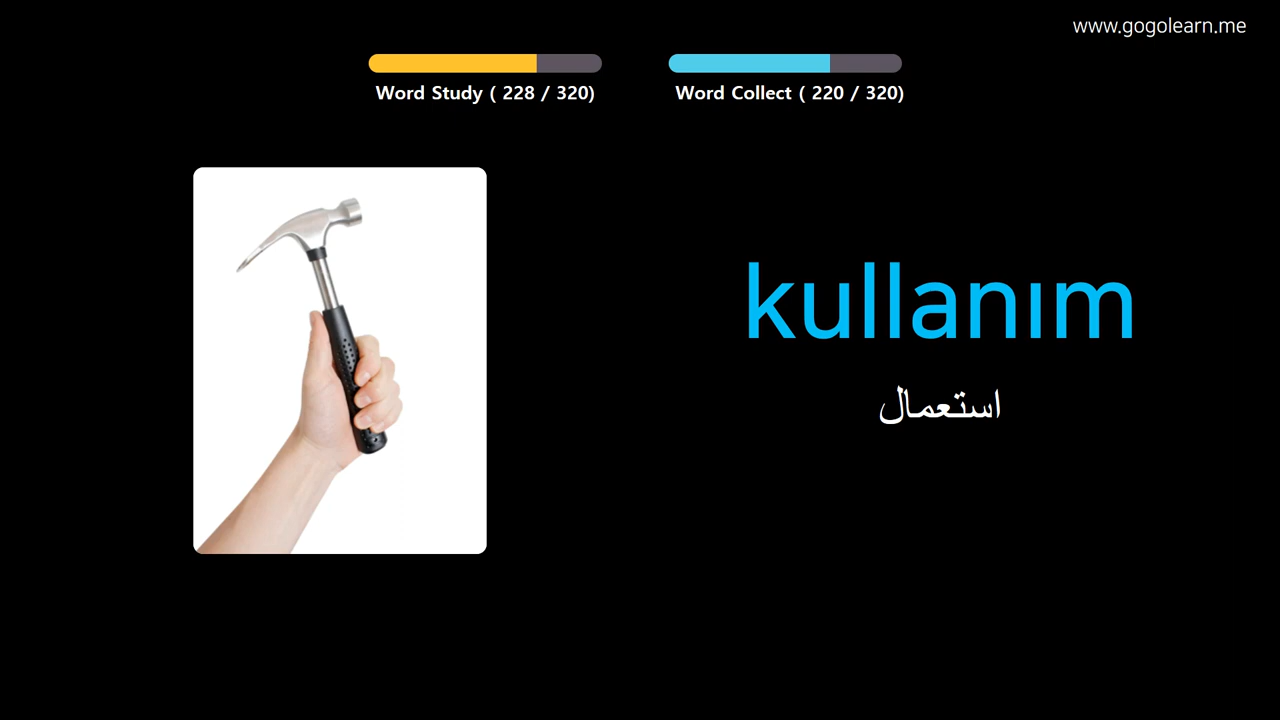 www.gogolearn.me
Word Study ( 228 / 320)
Word Collect ( 220 / 320)
kullanım
استعمال